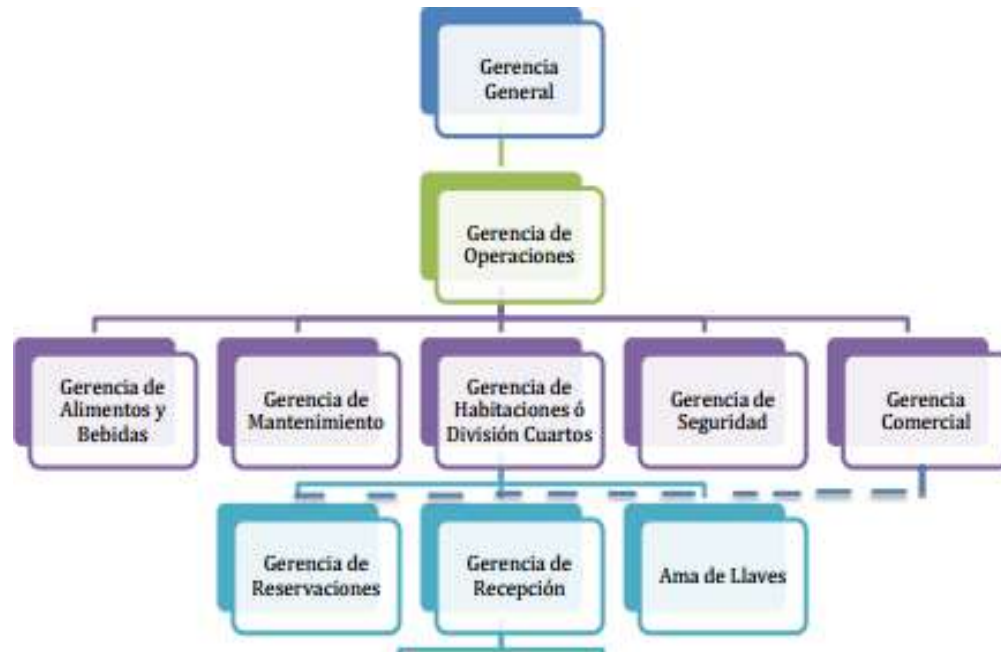 Gerencia
General
Gerencia de
Operaciones
Gerencia de
Alimentos y
Bebidas
Gerencia de
Mantenimiento
Gerencia de
Habitaciones ó
División Cuartos
Gerencia de
Seguridad
Gerencia
Comercial
Gerencia de
Reservaciones
Gerencia de
Recepción
Ama de Llaves